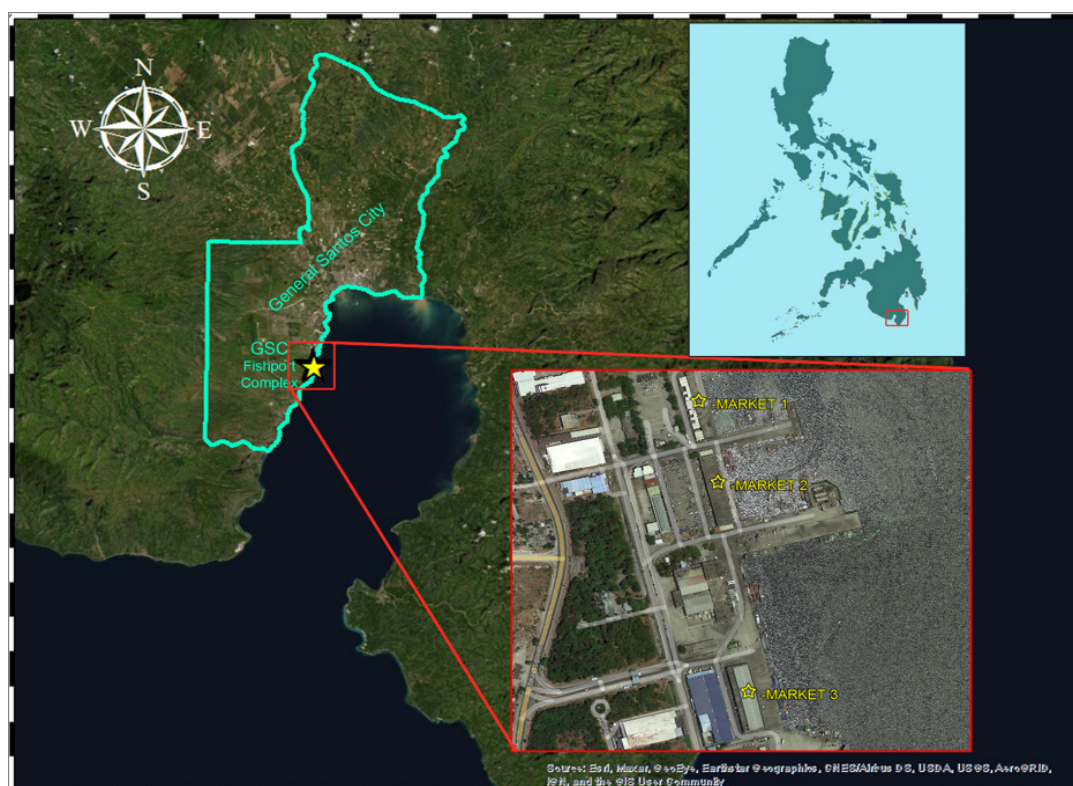 N
W E
S
General Santos City
GSC
Fishport
Complex
-MARKET 1
-MARKET 2
-MARKET 3
Source: Esri, Maxar, GeoEye, Earthstar Geographics, CNES/Airbus DS, USDA, USGS, AeroGRID,
IGN, and the GIS User Community